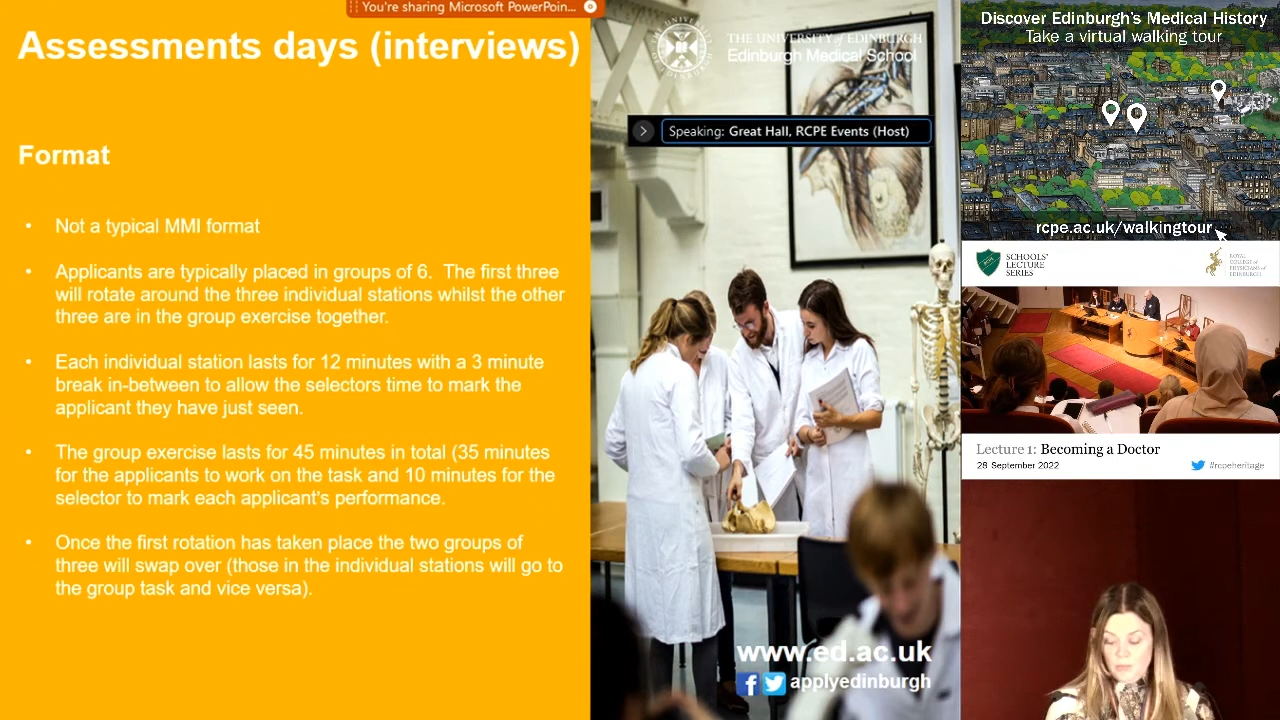 You're sharing Microsoft PowerPoin...
Assessments days (interviews)
Format
• Not a typical MMI format
• Applicants are typically placed in groups of 6. The first three
will rotate around the three individual stations whilst the other
three are in the group exercise together.
• Each individual station lasts for 12 minutes with a 3 minute
break in-between to allow the selectors time to mark the
applicant they have just seen.
The group exercise lasts for 45 minutes in total (35 minutes
for the applicants to work on the task and 10 minutes for the
selector to mark each applicant's performance.
• Once the first rotation has taken place the two groups of
three will swap over (those in the individual stations will go to
the group task and vice versa).
THE UNIVERSITY of EDINBURGH
Edinburgh Medical School
Speaking: Great Hall, RCPE Events (Host)
www.ed.ac.uk
applyedinburgh
Discover Edinburgh's Medical History
Take a virtual walking tour
rcpe.ac.uk/walkingtour
SCHOOLS'
LECTURE
SERIES
ROYAL
COLLEGE of
PHYSICIANS of
EDINBURGH
Lecture 1: Becoming a Doctor
28 September 2022
#rcpeheritage